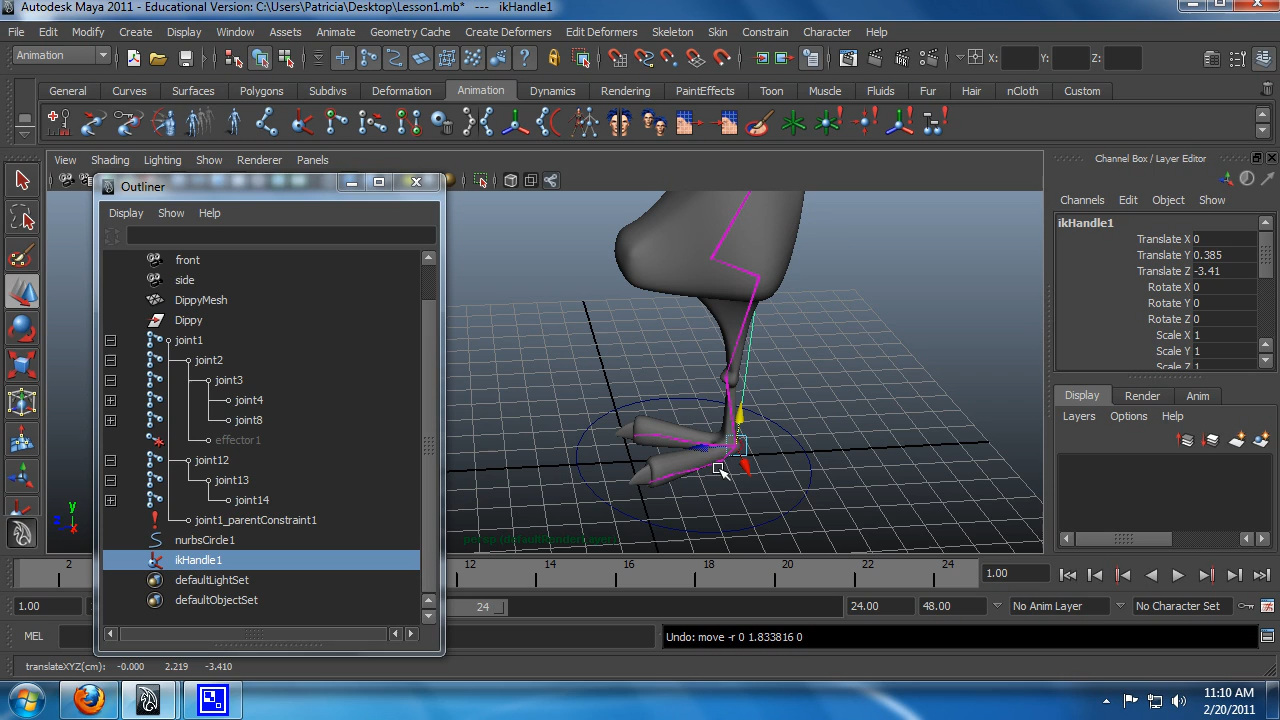 Autodesk Maya 2011 - Educational Version: C:\Users\Patricia\Desktop\Lesson1.mb* --- ikHandle1
File Edit Modify Create Display Window Assets Animate Geometry Cache Create Deformers Edit Deformers Skeleton Skin Constrain Character Help
Animation X: Y: Z:
General Curves Surfaces Polygons Subdivs Deformation Animation Dynamics Rendering PaintEffects Toon Muscle Fluids Fur Hair nCloth Custom
View Shading Lighting Show Renderer Panels
Channel Box / Layer Editor
Outliner
Channels Edit Object Show
Display Show Help
ikHandle1
Translate X 0
Translate Y 0.385
Translate Z -3.41
Rotate X 0
Rotate Y 0
Rotate Z 0
Scale X 1
Scale Y 1
Scale Z 1
front
side
DippyMesh
Dippy
joint1
joint2
joint3
joint4
joint8
effector1
joint12
joint13
joint14
joint1_parentConstraint1
nurbsCircle1
ikHandle1
defaultLightSet
defaultObjectSet
Display Render Anim
Layers Options Help
y
z
x
persp (defaultRenderLayer)
2 12 14 16 18 20 22 24 1.00
1.00 24 24.00 48.00 No Anim Layer No Character Set
MEL Undo: move -r 0 1.833816 0
translateXYZ(cm): -0.000 2.219 -3.410
11:10 AM
2/20/2011